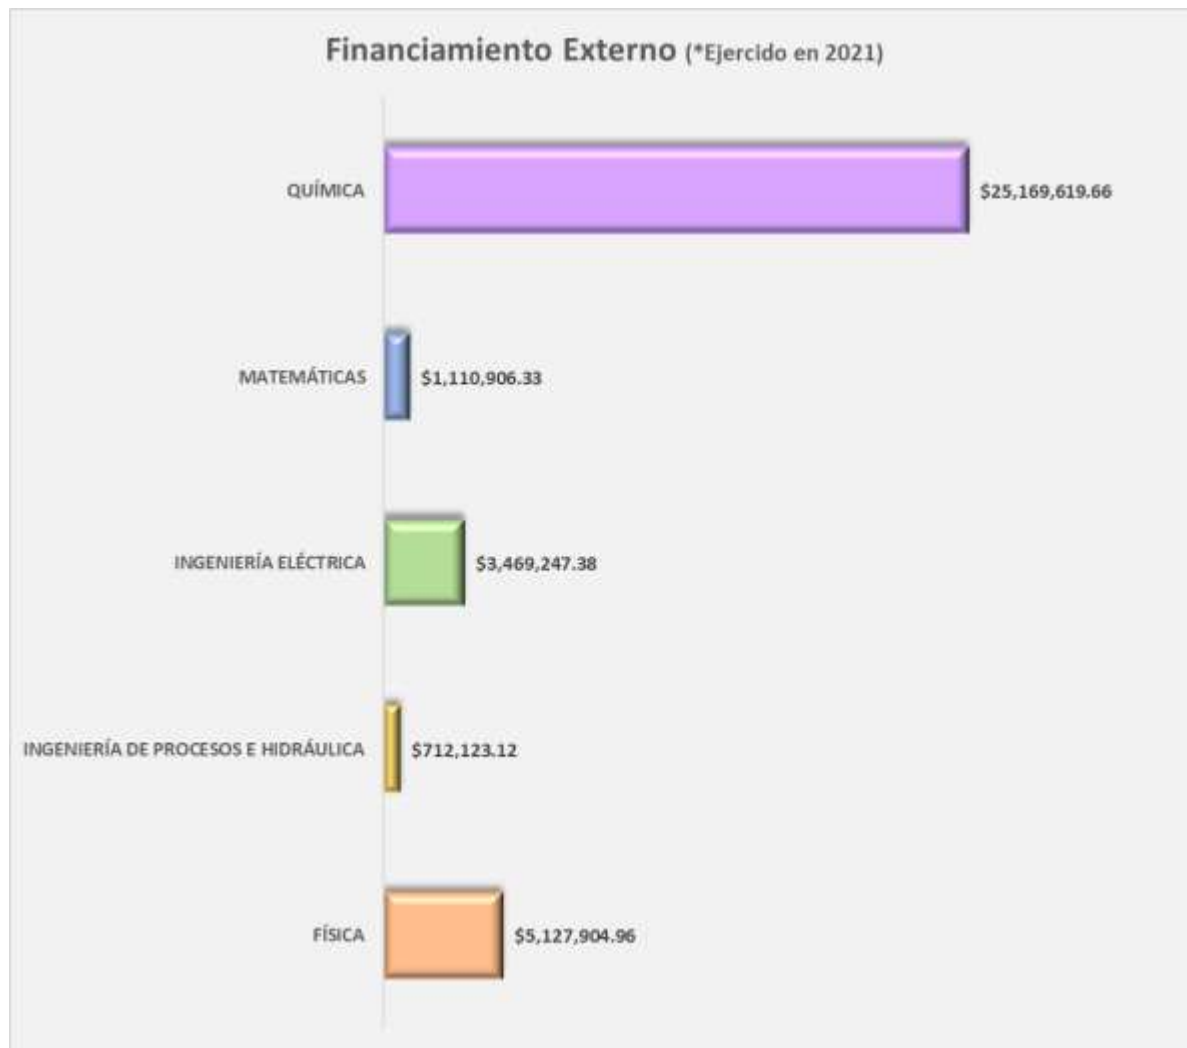 Financiamiento Externo (*Ejercido en 2021)
QUÍMICA $25,169,619.66
MATEMÁTICAS $1,110,906.33
INGENIERÍA ELÉCTRICA $3,469,247.38
INGENIERÍA DE PROCESOS E HIDRÁULICA $712,123.12
FÍSICA $5,127,904.96